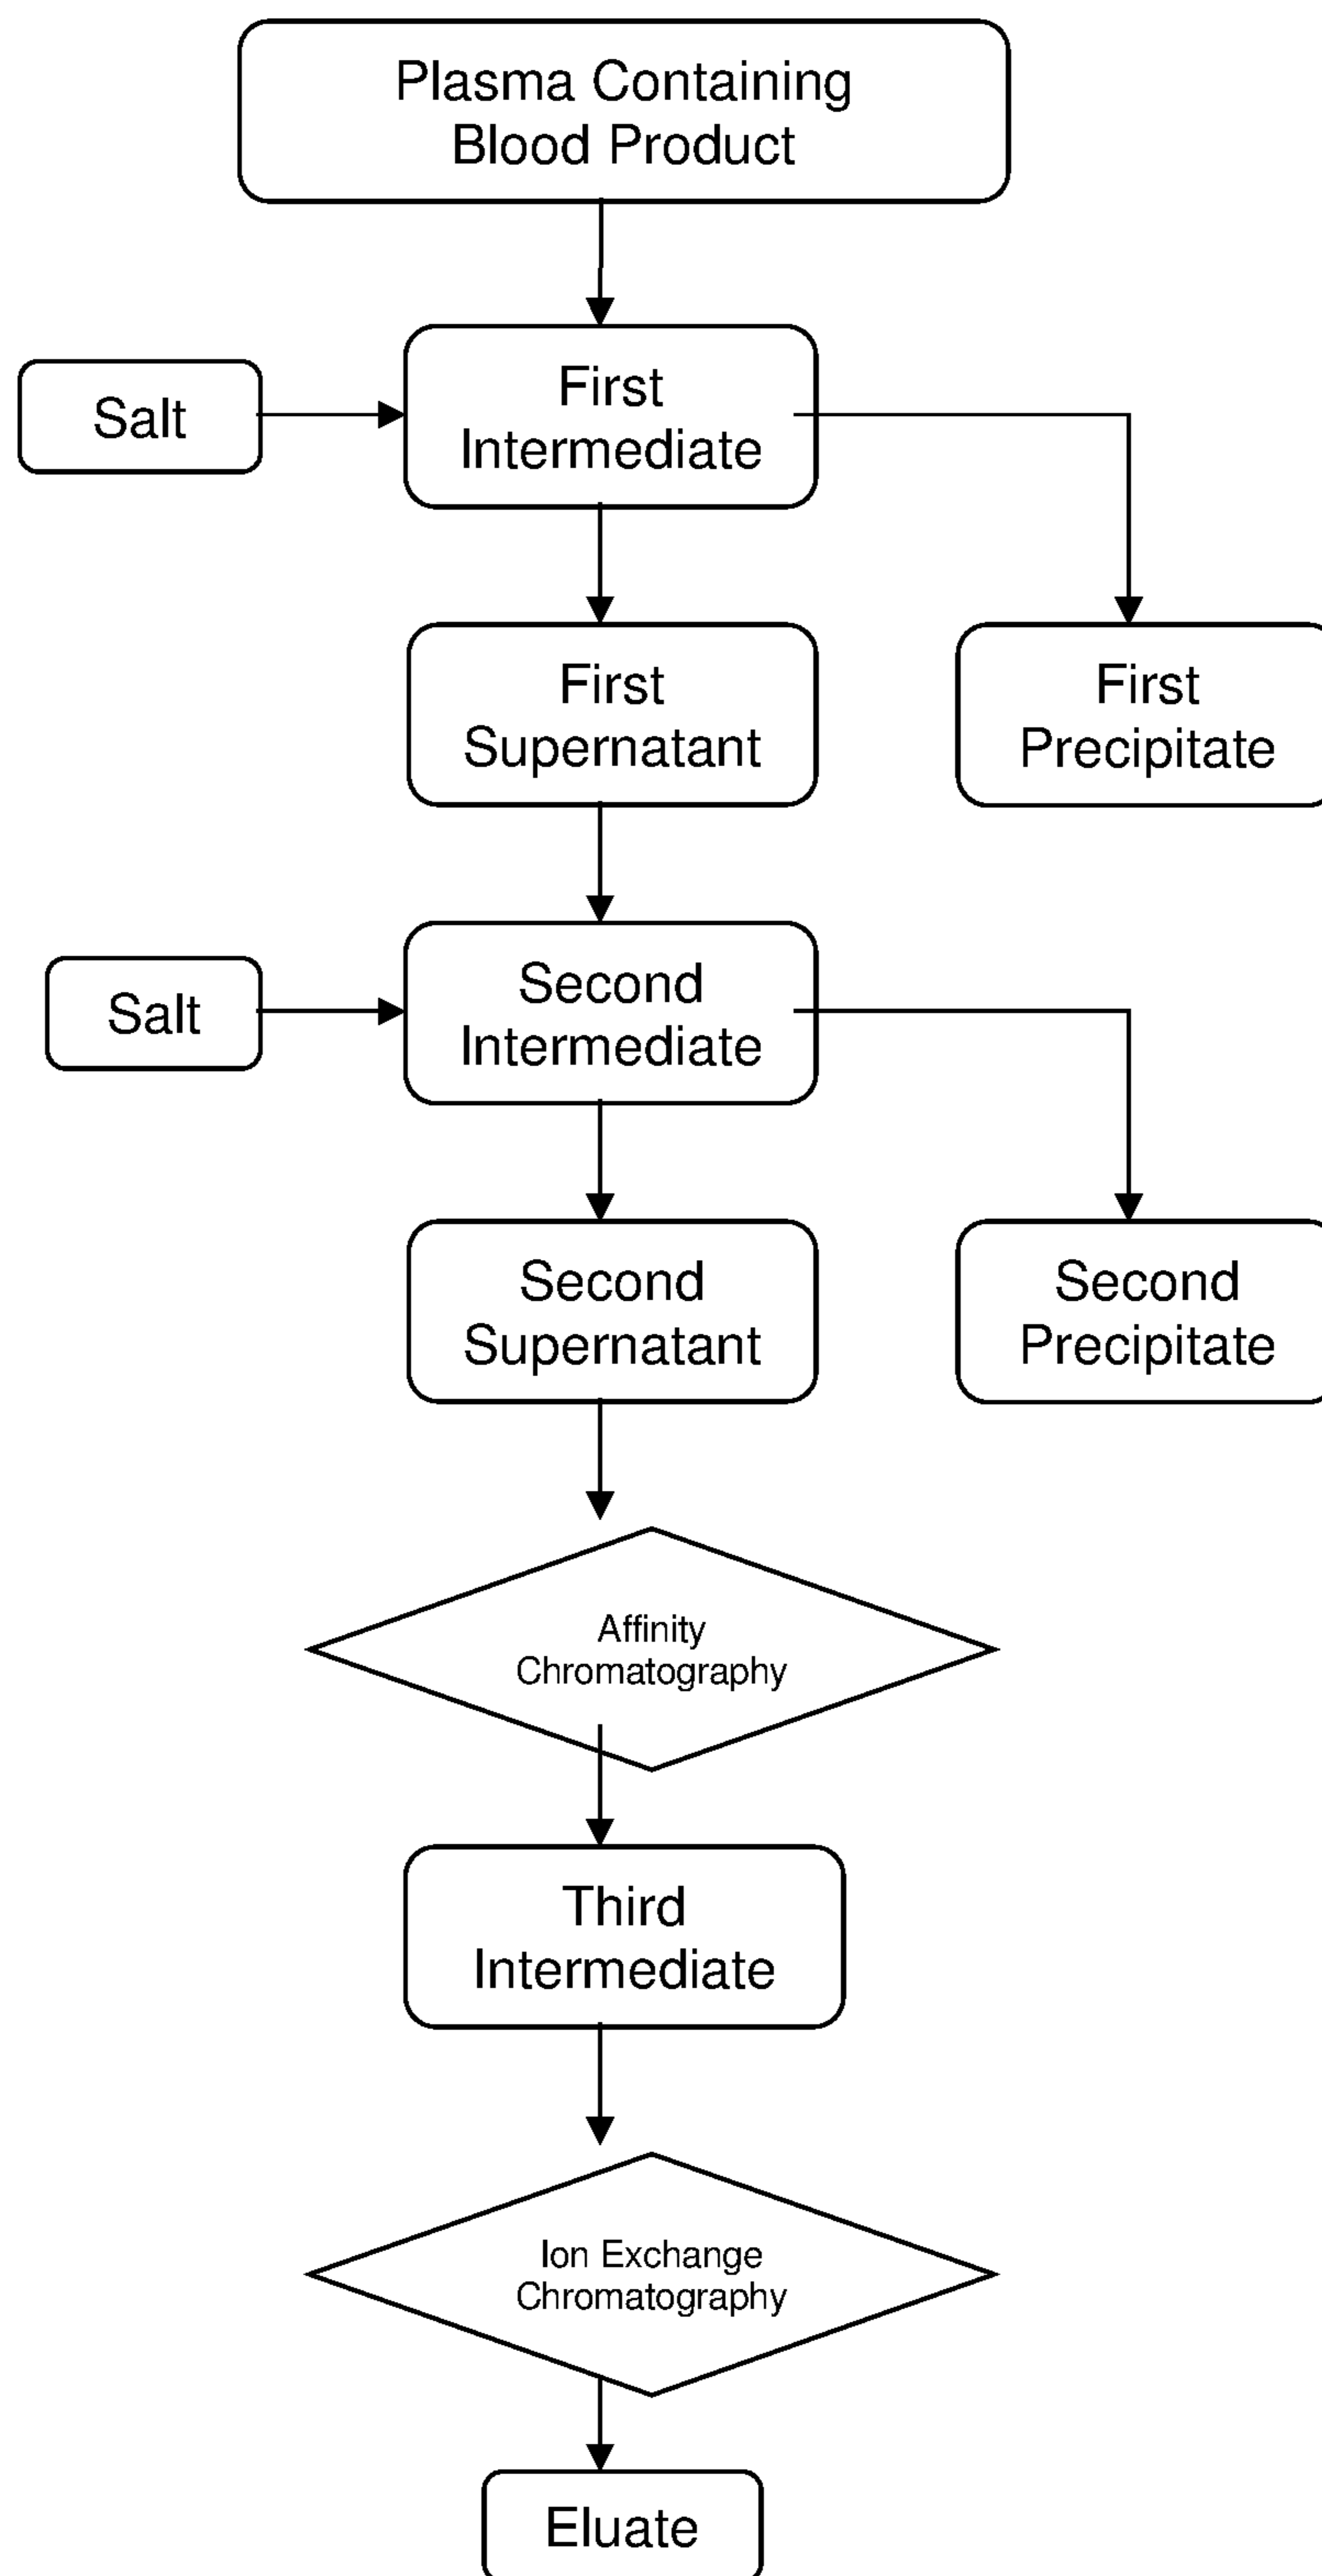 Plasma Containing
Blood Product
Salt
First
Intermediate
First
Supernatant
First
Precipitate
Salt
Second
Intermediate
Second
Supernatant
Second
Precipitate
Affinity
Chromatography
Third
Intermediate
Ion Exchange
Chromatography
Eluate